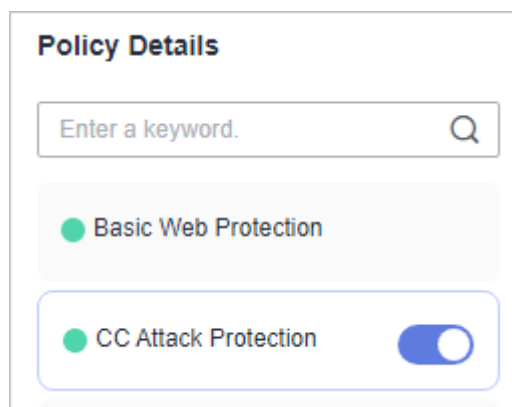 Policy Details
Enter a keyword.
Basic Web Protection
CC Attack Protection